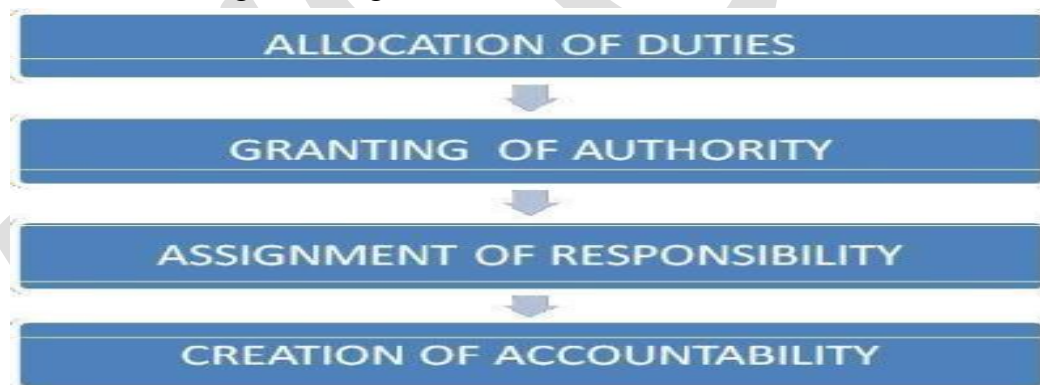 ALLOCATION OF DUTIES
GRANTING OF AUTHORITY
ASSIGNMENT OF RESPONSIBILITY
CREATION OF ACCOUNTABILITY